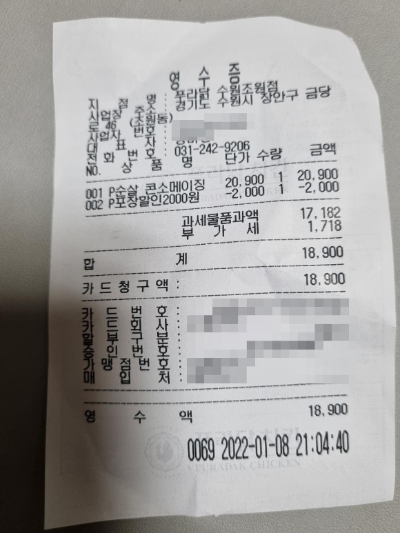 영 수 증
지 점 명 푸라닭 수원조원점
사업장 주소 경기도 수원시 장안구 금당
로 46 (조원동)
사업자 번호
대 표 사
전 화 번 호 031-242-9206
NO. 상 품 명 단가 수량 금액
001 P순살 콘소메이징 20,900 1 20,900
002 P포장할인2000원 -2,000 1 -2,000
과세물품과액 17,182
부 가 세 1,718
합 계 18,900
카드청구액 : 18,900
카 드 번 호 :
카 드 회 사 :
할 부 구 분 :
승 인 번 호 :
가 맹 점 번 호 :
매 입 처 :
영 수 액 18,900
0069 2022-01-08 21:04:40
PURADAK CHICKEN